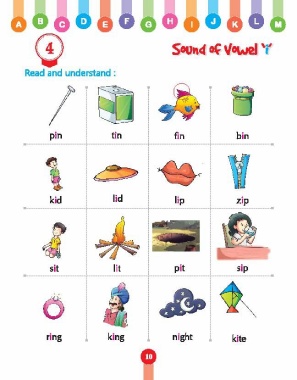 A B C D E F G H I J K L M
4
Sound of Vowel 'i'
Read and understand :
pin tin fin bin
kid lid lip zip
sit lit pit sip
ring king night kite
10